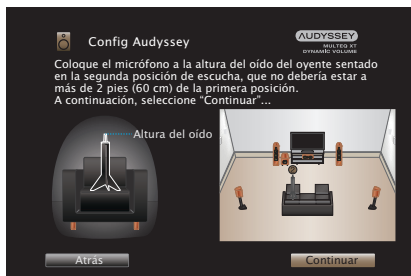 Config Audyssey
AUDYSSEY
MULTEQ XT
DYNAMIC VOLUME
Coloque el micrófono a la altura del oído del oyente sentado
en la segunda posición de escucha, que no debería estar a
más de 2 pies (60 cm) de la primera posición.
A continuación, seleccione “Continuar”...
Altura del oído
Atrás
Continuar